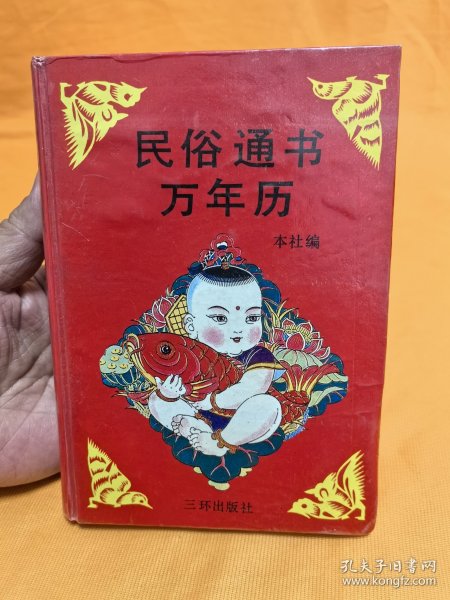 民俗通书
万年历
本社编
三环出版社
孔夫子旧书网
www.kongfz.com